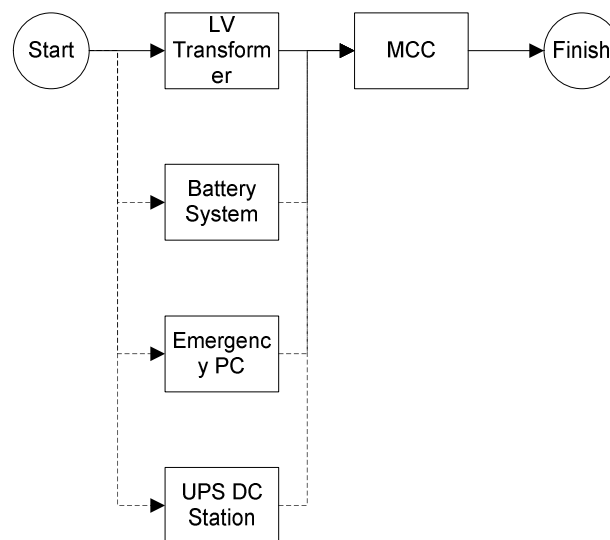 Start
LV
Transform
er
MCC
Finish
Battery
System
Emergenc
y PC
UPS DC
Station